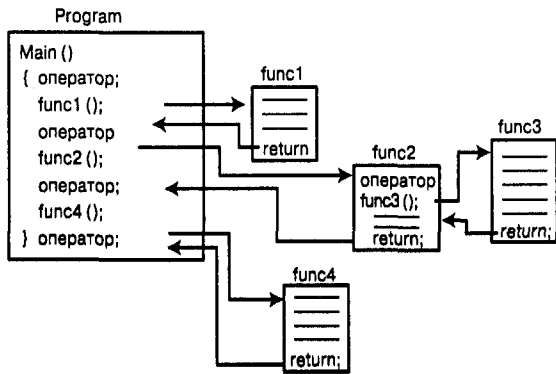 Program
Main ()
{ оператор;
func1 ();
оператор
func2 ();
оператор;
func4 ();
} оператор;
func1
return
func2
оператор
func3 ();
return;
func3
return;
func4
return;